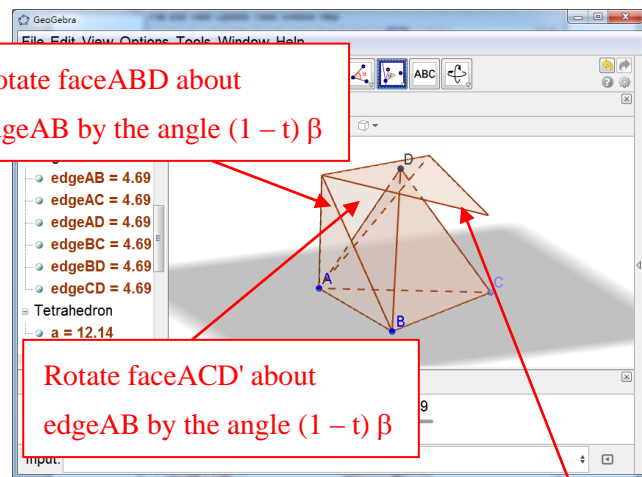 GeoGebra
File Edit View Options Tools Window Help
faceABD about
by the angle (1 – t) β
ABC
edgeAB = 4.69
edgeAC = 4.69
edgeAD = 4.69
edgeBC = 4.69
edgeBD = 4.69
edgeCD = 4.69
Tetrahedron
a = 12.14
D
A
C
B
Rotate faceACD' about
edgeAB by the angle (1 – t) β
9
Input: